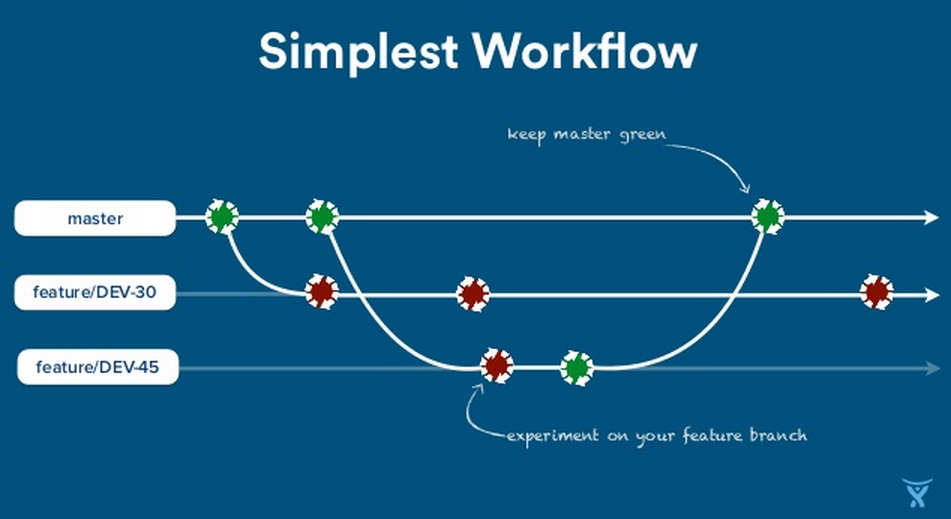 Simplest Workflow
keep master green
master
feature/DEV-30
feature/DEV-45
experiment on your feature branch